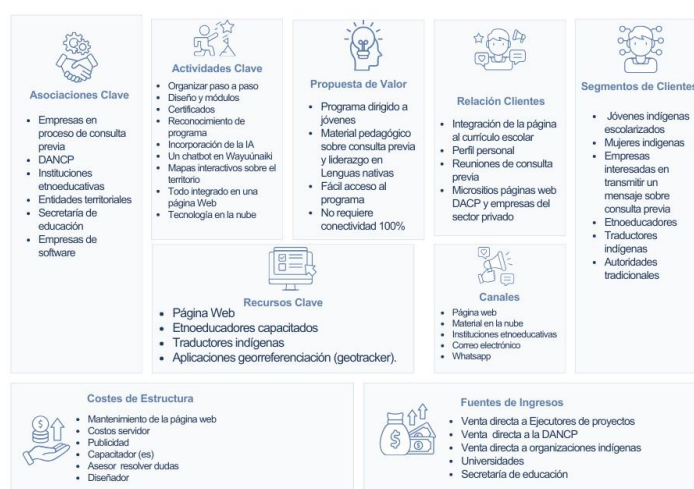 Asociaciones Clave
• Empresas en
proceso de consulta
previa
• DANCP
• Instituciones
etnoeducativas
• Entidades territoriales
• Secretaría de
educación
• Empresas de
software
Actividades Clave
• Organizar paso a paso
• Diseño y módulos
• Certificados
• Reconocimiento de
programa
• Incorporación de la IA
• Un chatbot en Wayúunaiki
• Mapas interactivos sobre el
territorio
• Todo integrado en una
página Web
• Tecnología en la nube
Propuesta de Valor
• Programa dirigido a
jóvenes
• Material pedagógico
sobre consulta previa
y liderazgo en
Lenguas nativas
• Fácil acceso al
programa
• No requiere
conectividad 100%
Relación Clientes
• Integración de la página
al currículo escolar
• Perfil personal
• Reuniones de consulta
previa
• Micrositios páginas web
DACP y empresas del
sector privado
Segmentos de Clientes
• Jóvenes indígenas
escolarizados
• Mujeres indigenas
• Empresas
interesadas en
transmitir un
mensaje sobre
consulta previa
• Etnoeducadores
• Traductores
indígenas
• Autoridades
tradicionales
Recursos Clave
• Página Web
• Etnoeducadores capacitados
• Traductores indígenas
• Aplicaciones georreferenciación (geotracker).
Canales
• Página web
• Material en la nube
• Instituciones etnoeducativas
• Correo electrónico
• Whatsapp
Costes de Estructura
• Mantenimiento de la página web
• Costos servidor
• Publicidad
• Capacitador (es)
• Asesor resolver dudas
• Diseñador
Fuentes de Ingresos
• Venta directa a Ejecutores de proyectos
• Venta directa a la DANCP
• Venta directa a organizaciones indígenas
• Universidades
• Secretaría de educación